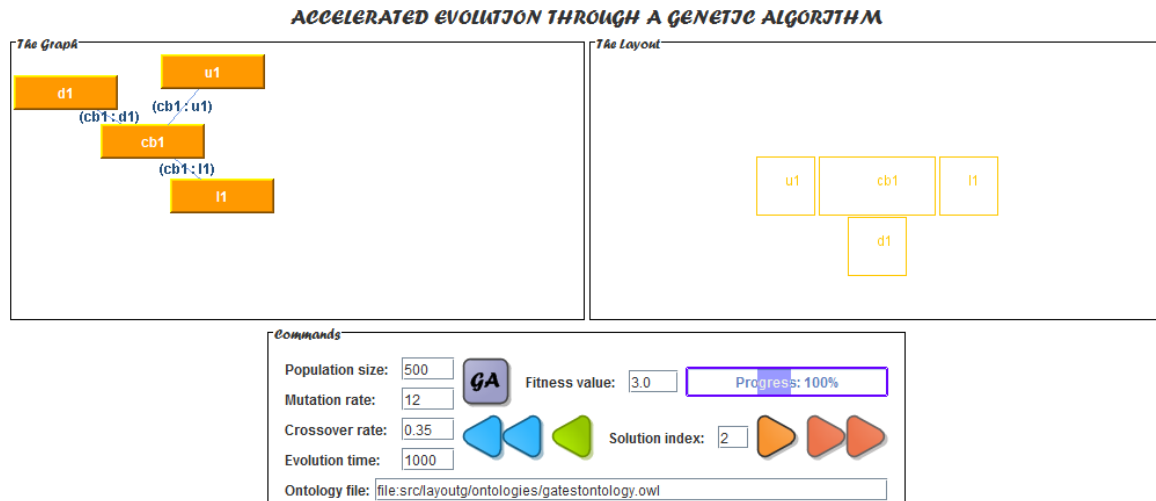 ACCELERATED EVOLUTION THROUGH A GENETIC ALGORITHM
The Graph
u1
d1
(cb1 : u1)
(cb1 : d1)
cb1
(cb1 : l1)
l1
The Layout
u1 cb1 l1
d1
Commands
Population size: 500
GA
Fitness value: 3.0
Progress: 100%
Mutation rate: 12
Crossover rate: 0.35
Solution index: 2
Evolution time: 1000
Ontology file: file:src/layoutg/ontologies/gatestontology.owl